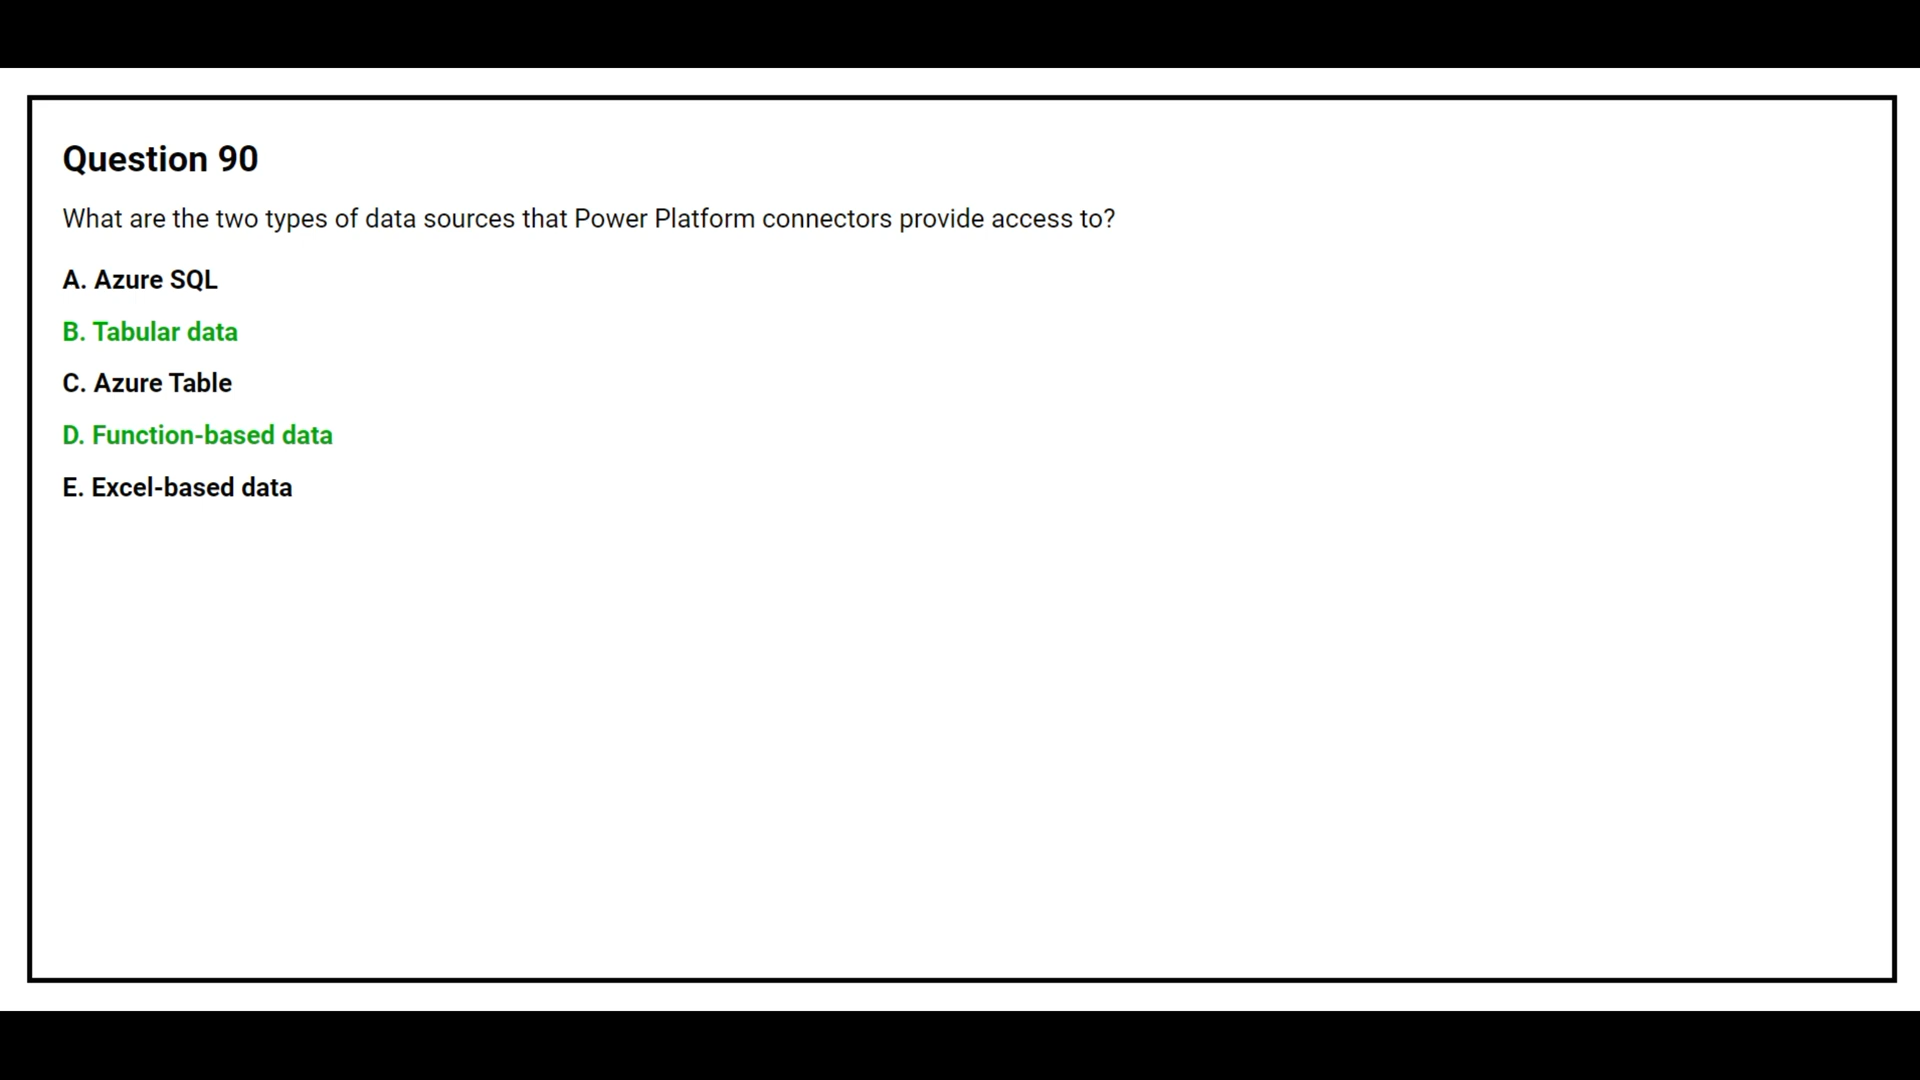 Question 90
What are the two types of data sources that Power Platform connectors provide access to?
A. Azure SQL
B. Tabular data
C. Azure Table
D. Function-based data
E. Excel-based data